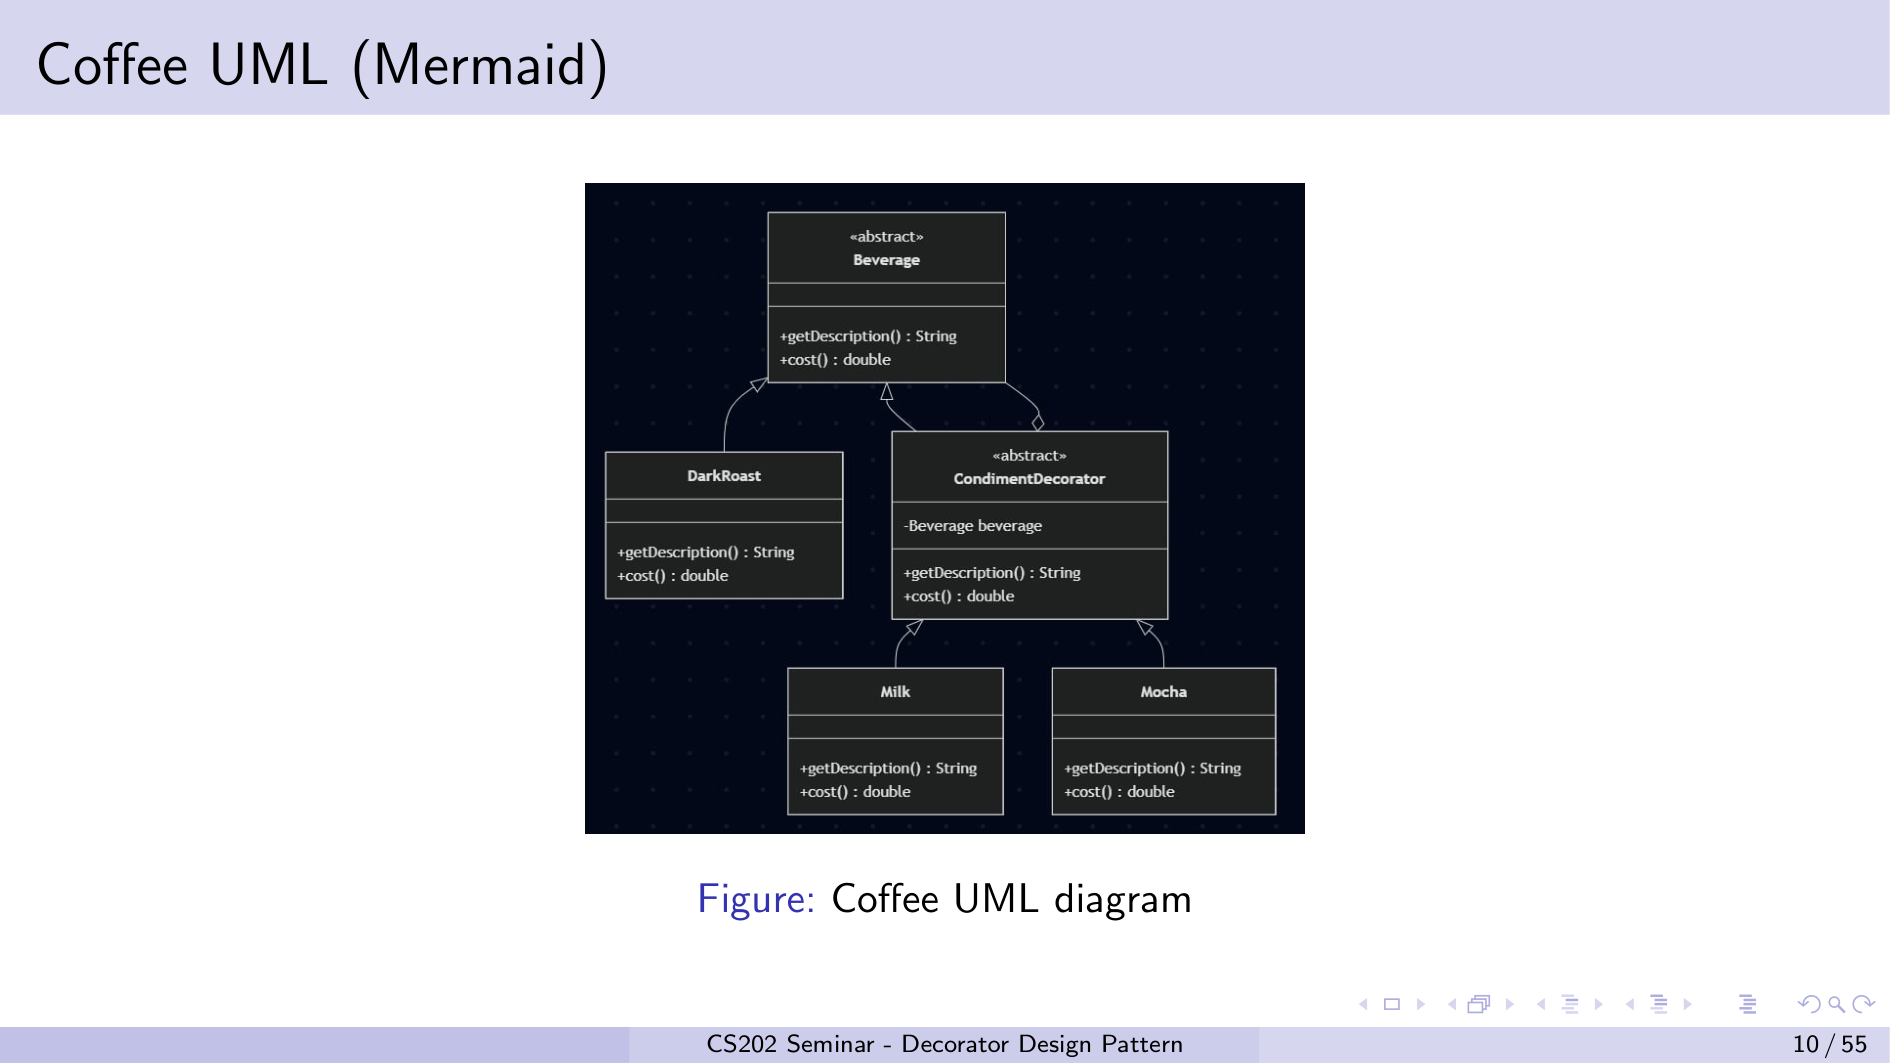 Coffee UML (Mermaid)
«abstract»
Beverage
+getDescription() : String
+cost() : double
DarkRoast
+getDescription() : String
+cost() : double
«abstract»
CondimentDecorator
-Beverage beverage
+getDescription() : String
+cost() : double
Milk
+getDescription() : String
+cost() : double
Mocha
+getDescription() : String
+cost() : double
Figure: Coffee UML diagram
CS202 Seminar - Decorator Design Pattern
10 / 55